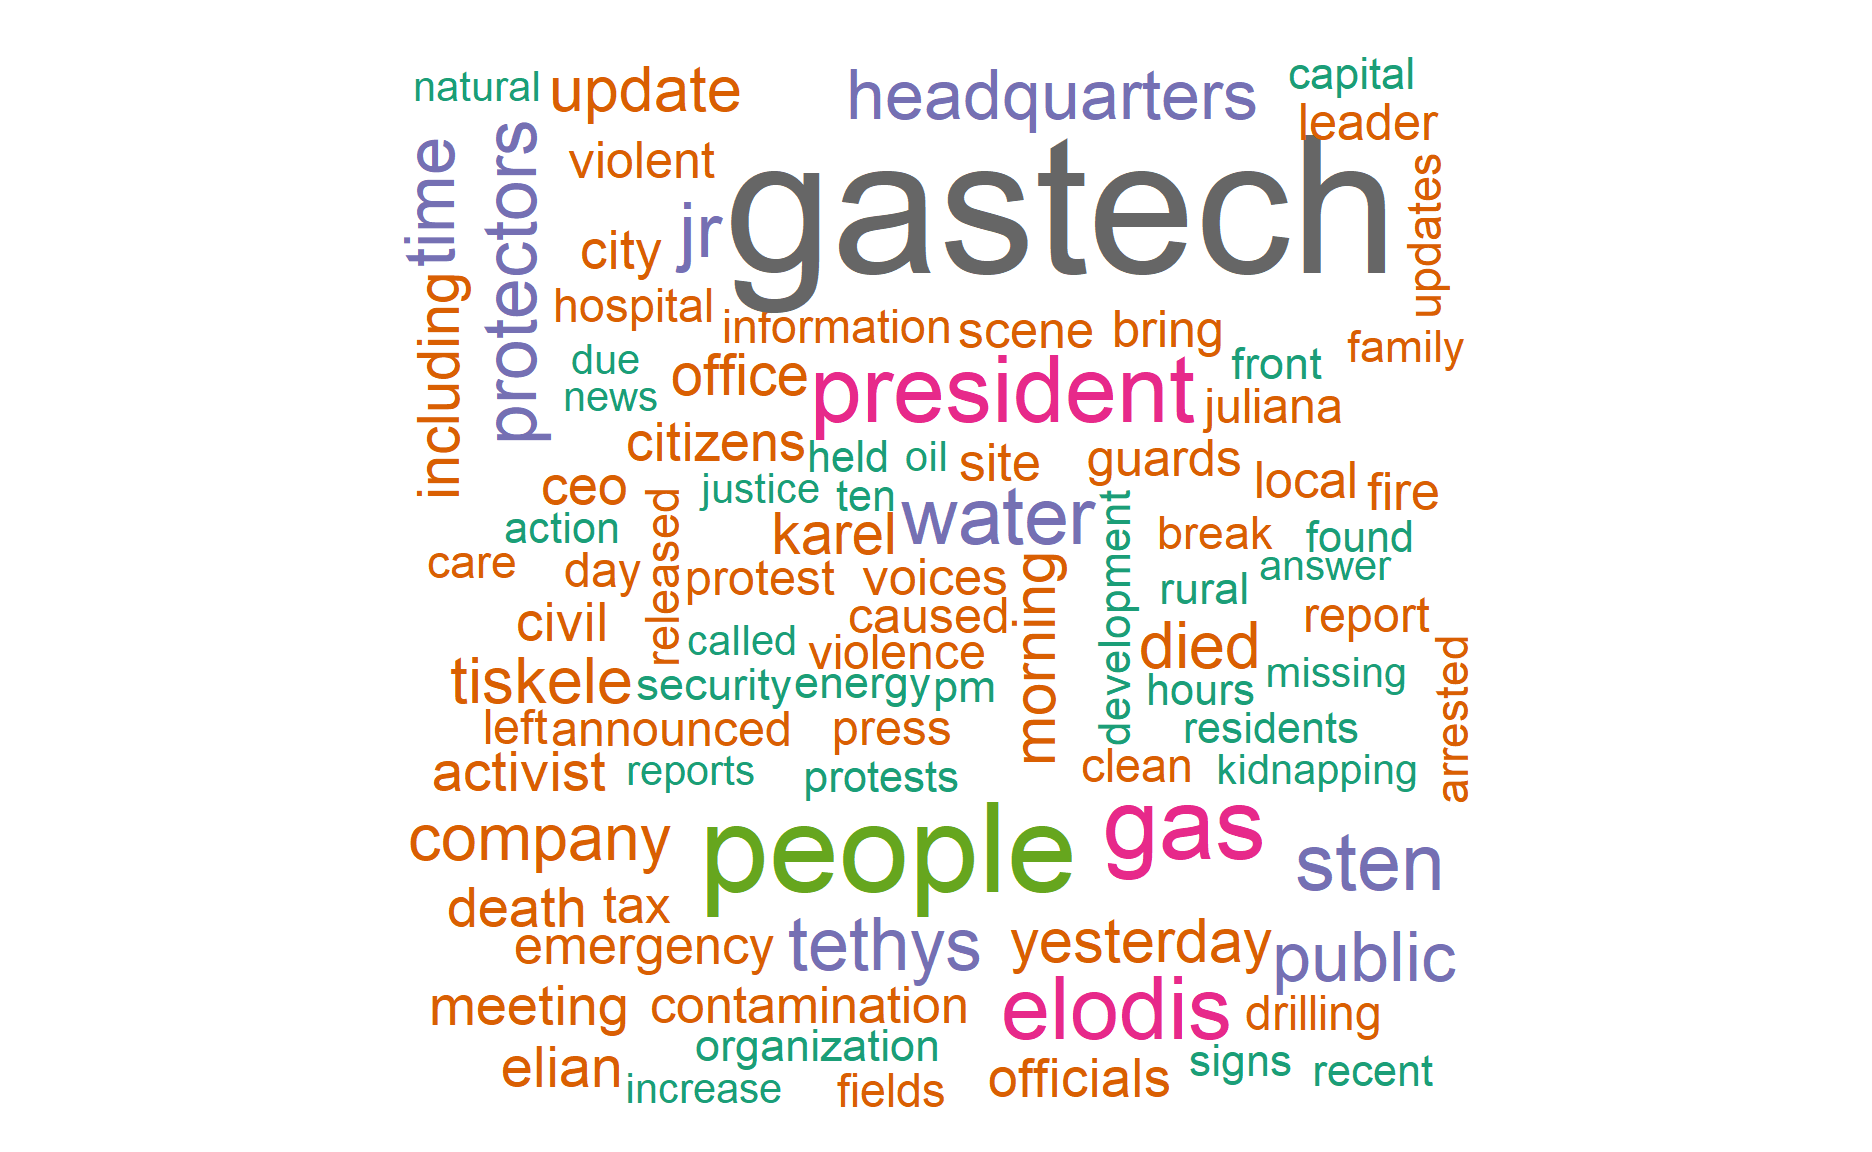 natural
update
headquarters
capital
leader
time
protectors
violent
gastech
updates
jr
city
including
hospital
information
scene
bring
family
due
news
office
president
front
juliana
citizens
held
oil
site
guards
local
fire
ceo
justice
ten
released
action
karel
water
development
break
found
care
day
protest
voices
morning
rural
answer
civil
caused
report
called
violence
died
missing
arrested
tiskele
security
energy
pm
hours
left
announced
press
residents
activist
reports
protests
clean
kidnapping
company
people
gas
sten
death
tax
emergency
tethys
yesterday
public
meeting
contamination
elodis
drilling
organization
elian
increase
fields
officials
signs
recent